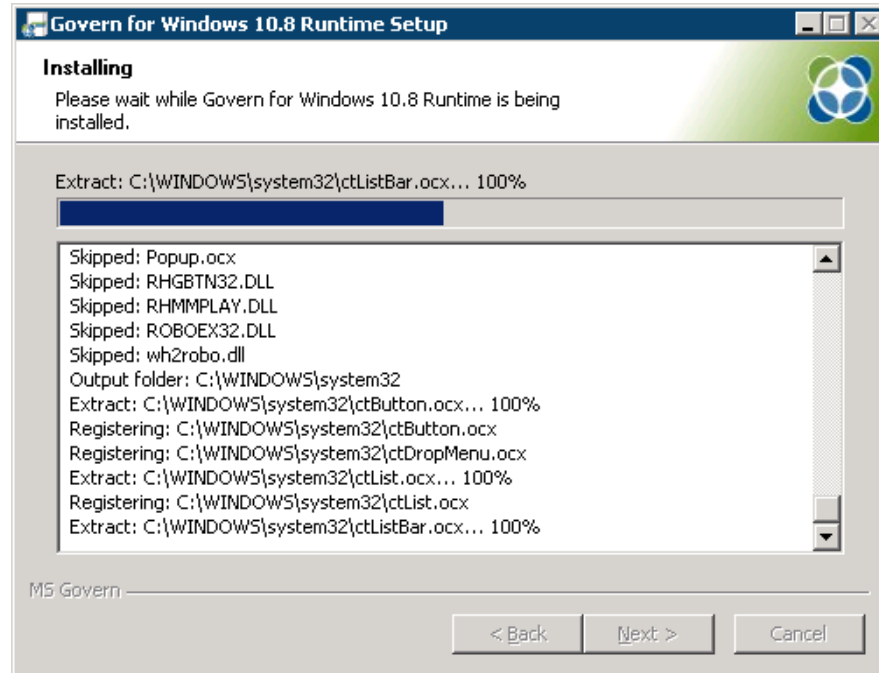 Govern for Windows 10.8 Runtime Setup
Installing
Please wait while Govern for Windows 10.8 Runtime is being
installed.
Extract: C:\WINDOWS\system32\ctListBar.ocx... 100%
Skipped: Popup.ocx
Skipped: RHGBTN32.DLL
Skipped: RHMMPLAY.DLL
Skipped: ROBOEX32.DLL
Skipped: wh2robo.dll
Output folder: C:\WINDOWS\system32
Extract: C:\WINDOWS\system32\ctButton.ocx... 100%
Registering: C:\WINDOWS\system32\ctButton.ocx
Registering: C:\WINDOWS\system32\ctDropMenu.ocx
Extract: C:\WINDOWS\system32\ctList.ocx... 100%
Registering: C:\WINDOWS\system32\ctList.ocx
Extract: C:\WINDOWS\system32\ctListBar.ocx... 100%
MS Govern
< Back Next > Cancel